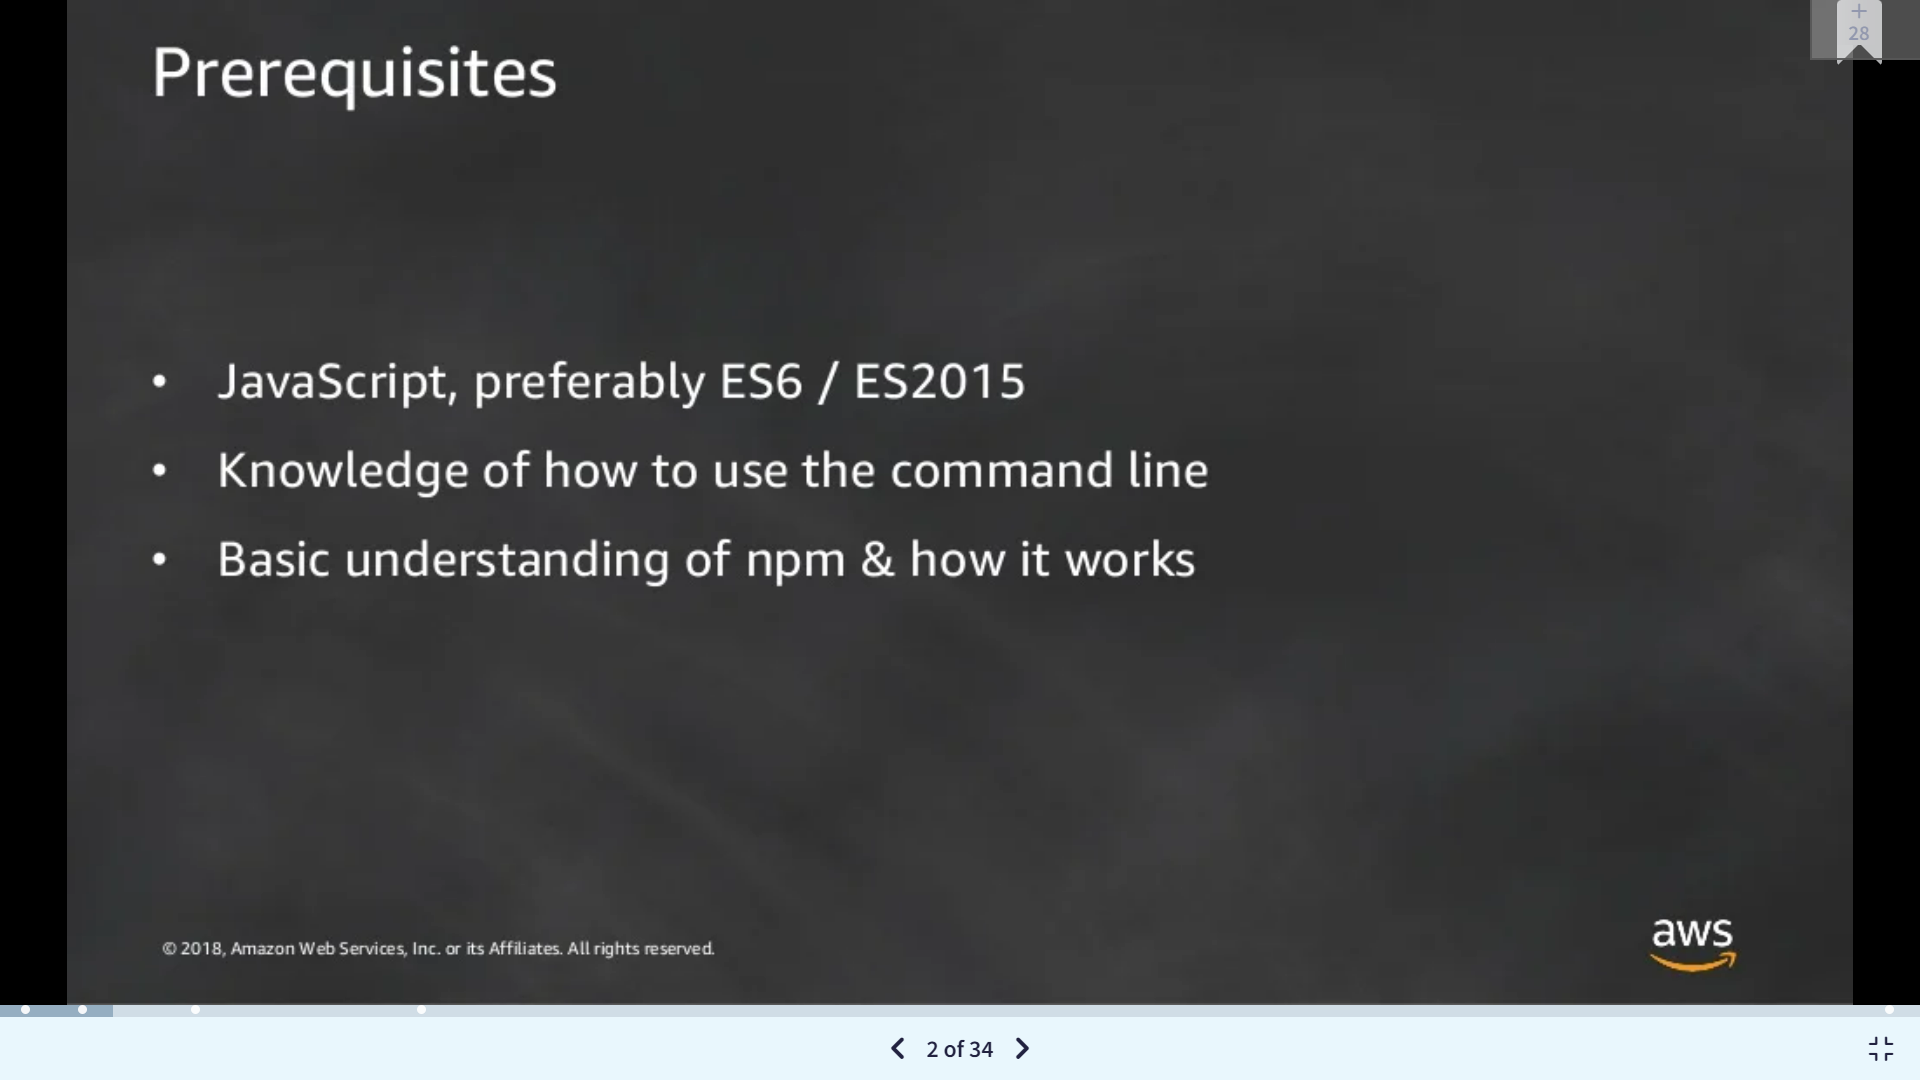 Prerequisites
+
28
• JavaScript, preferably ES6 / ES2015
• Knowledge of how to use the command line
• Basic understanding of npm & how it works
© 2018, Amazon Web Services, Inc. or its Affiliates. All rights reserved.
aws
2 of 34